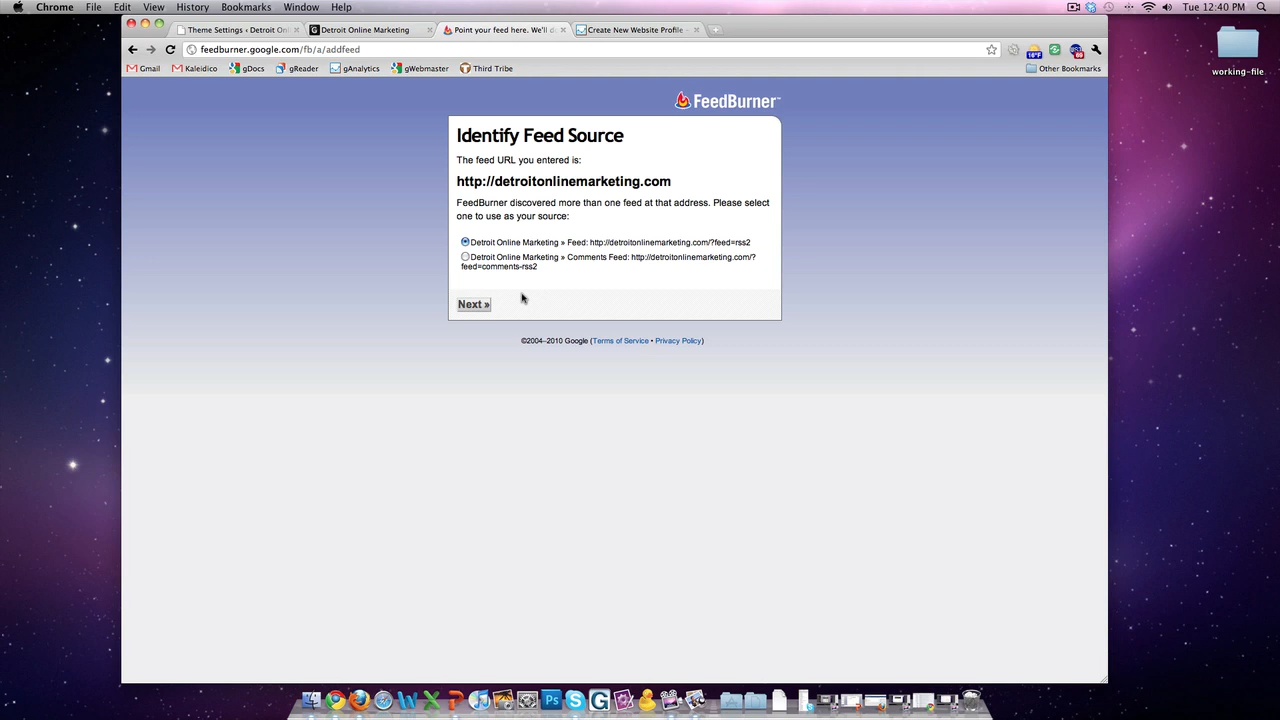 Chrome File Edit View History Bookmarks Window Help Tue 12:40 PM
Theme Settings ‹ Detroit Onl Detroit Online Marketing Point your feed here. We'll d Create New Website Profile -
feedburner.google.com/fb/a/addfeed
Gmail Kaleidico gDocs gReader gAnalytics gWebmaster Third Tribe Other Bookmarks
working-file
FeedBurner™
Identify Feed Source
The feed URL you entered is:
http://detroitonlinemarketing.com
FeedBurner discovered more than one feed at that address. Please select
one to use as your source:
Detroit Online Marketing » Feed: http://detroitonlinemarketing.com/?feed=rss2
Detroit Online Marketing » Comments Feed: http://detroitonlinemarketing.com/?
feed=comments-rss2
Next »
©2004–2010 Google (Terms of Service • Privacy Policy)